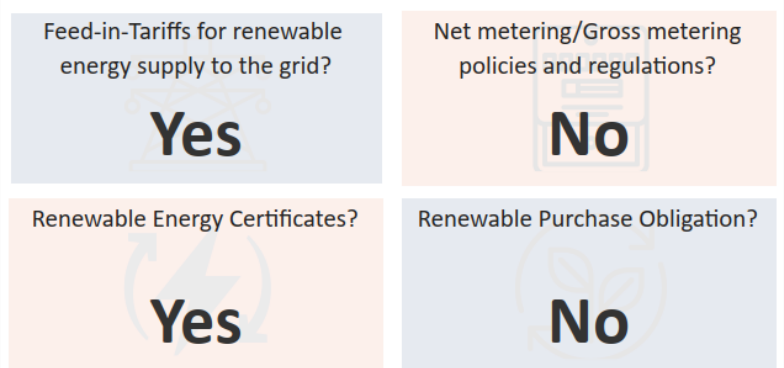 Feed-in-Tariffs for renewable
energy supply to the grid?
Yes
Net metering/Gross metering
policies and regulations?
No
Renewable Energy Certificates?
Yes
Renewable Purchase Obligation?
No